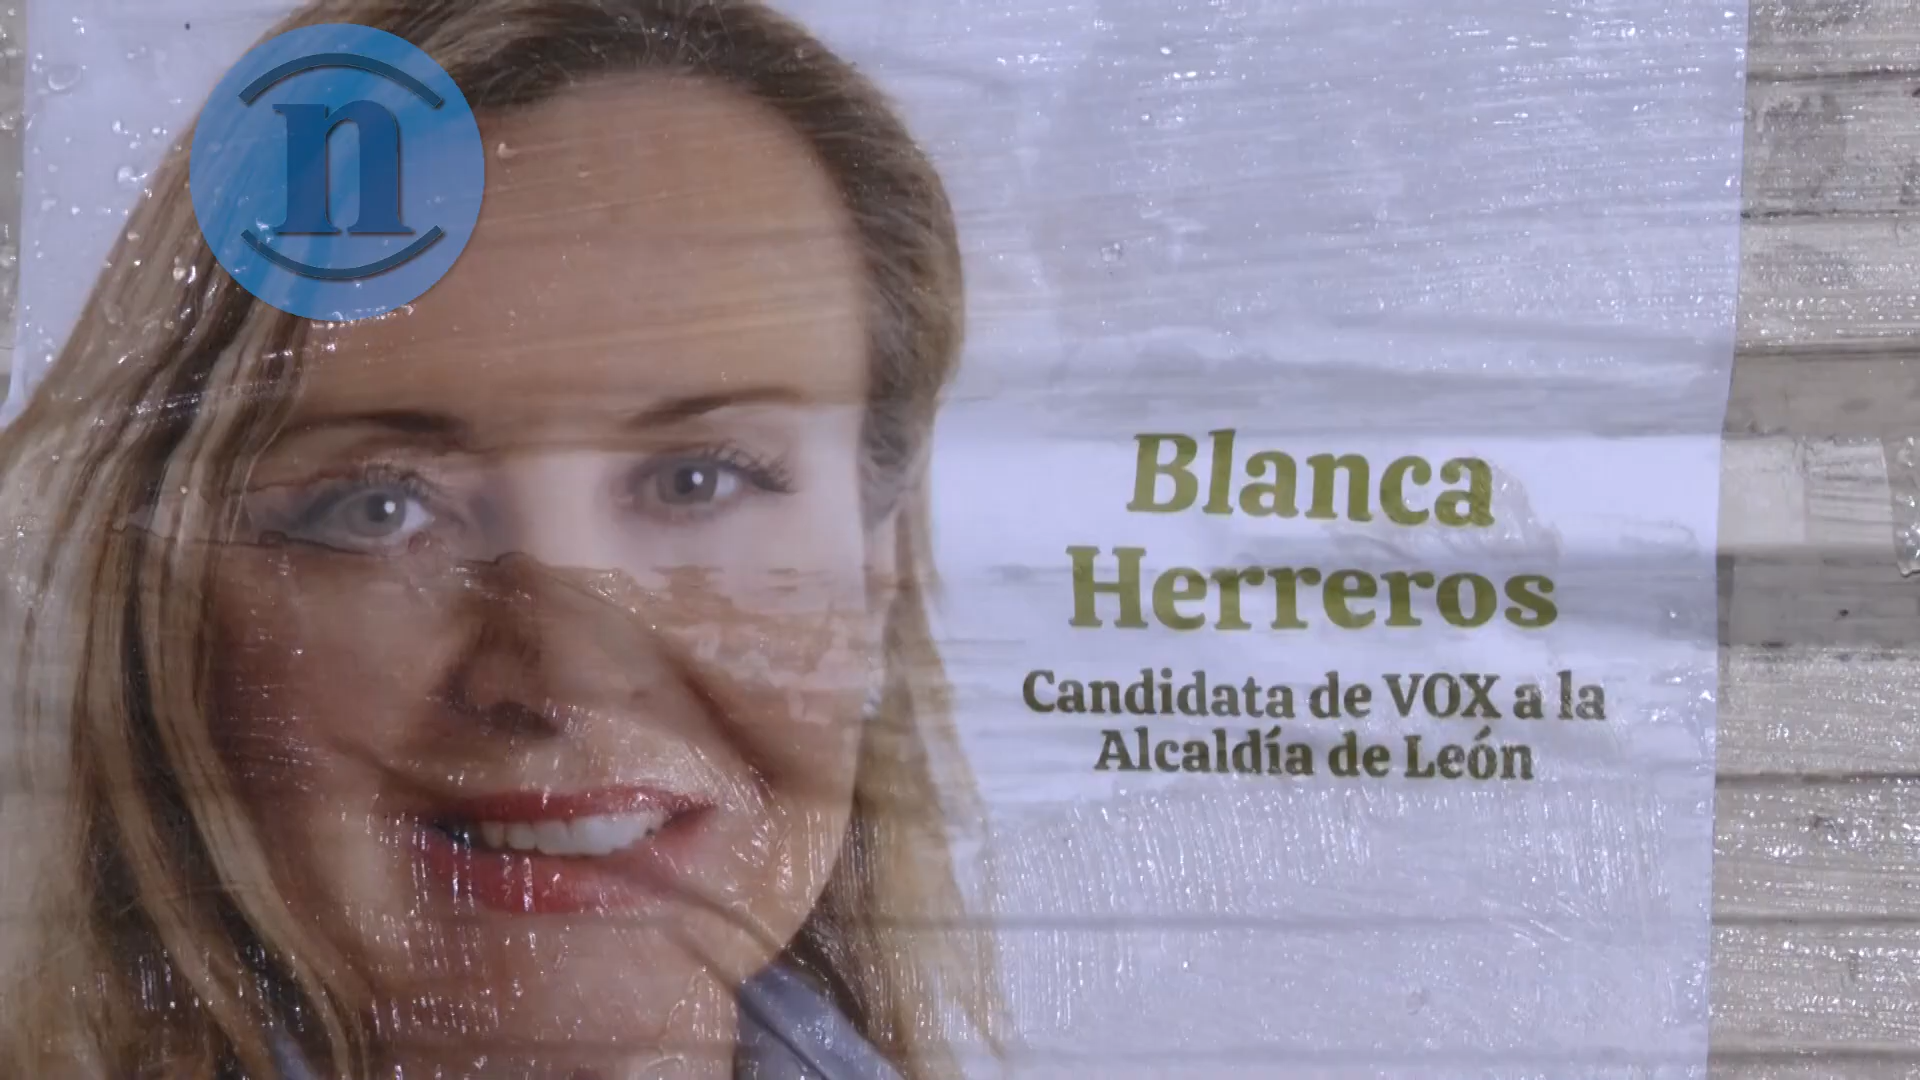 n
Blanca
Herreros
Candidata de VOX a la
Alcaldía de León